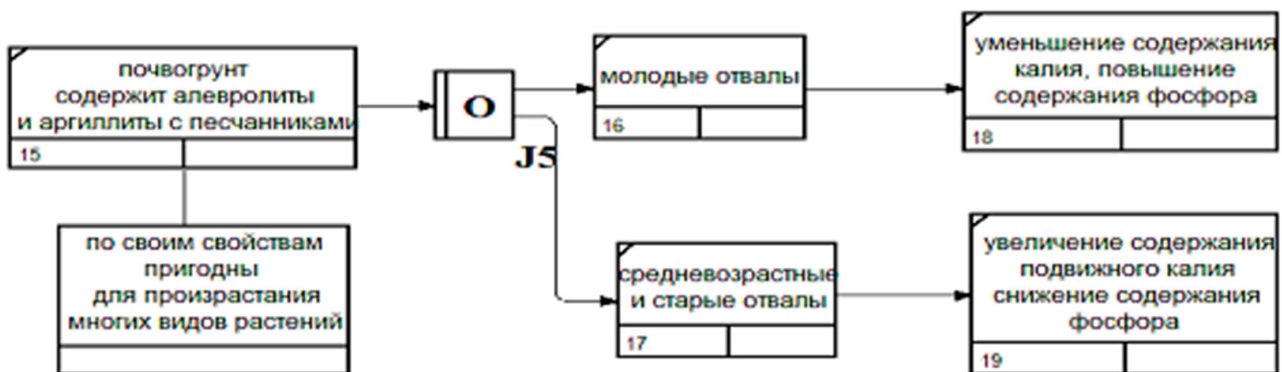 почвогрунт
содержит алевролиты
и аргиллиты с песчанниками
15
по своим свойствам
пригодны
для произрастания
многих видов растений
O
J5
молодые отвалы
16
средневозрастные
и старые отвалы
17
уменьшение содержания
калия, повышение
содержания фосфора
18
увеличение содержания
подвижного калия
снижение содержания
фосфора
19